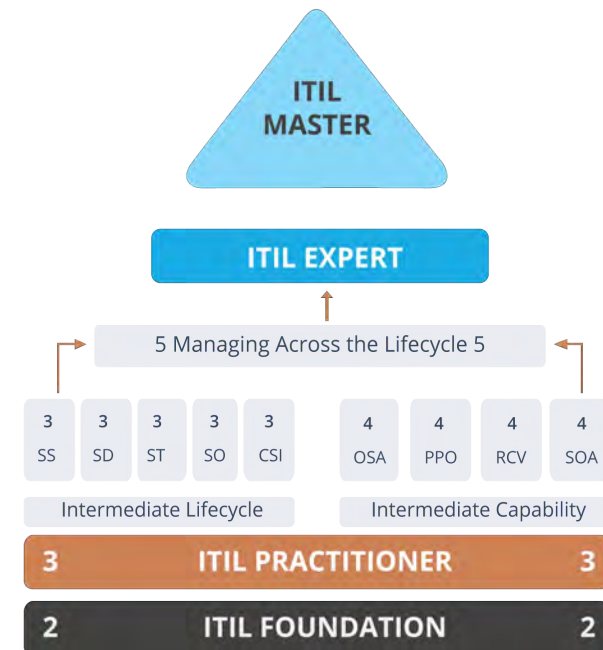 ITIL
MASTER
ITIL EXPERT
5 Managing Across the Lifecycle 5
3 3 3 3 3 4 4 4 4
SS SD ST SO CSI OSA PPO RCV SOA
Intermediate Lifecycle Intermediate Capability
3 ITIL PRACTITIONER 3
2 ITIL FOUNDATION 2